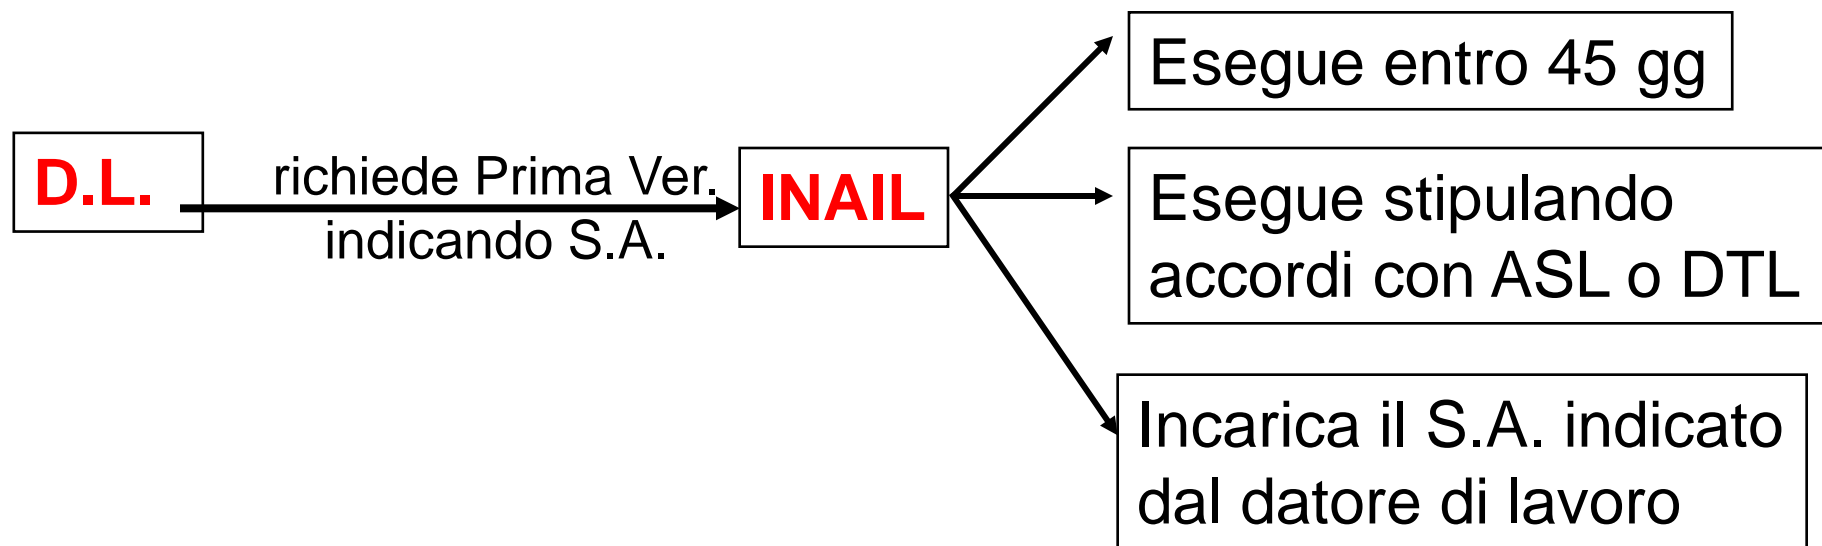 D.L.
richiede Prima Ver.
indicando S.A.
INAIL
Esegue entro 45 gg
Esegue stipulando
accordi con ASL o DTL
Incarica il S.A. indicato
dal datore di lavoro